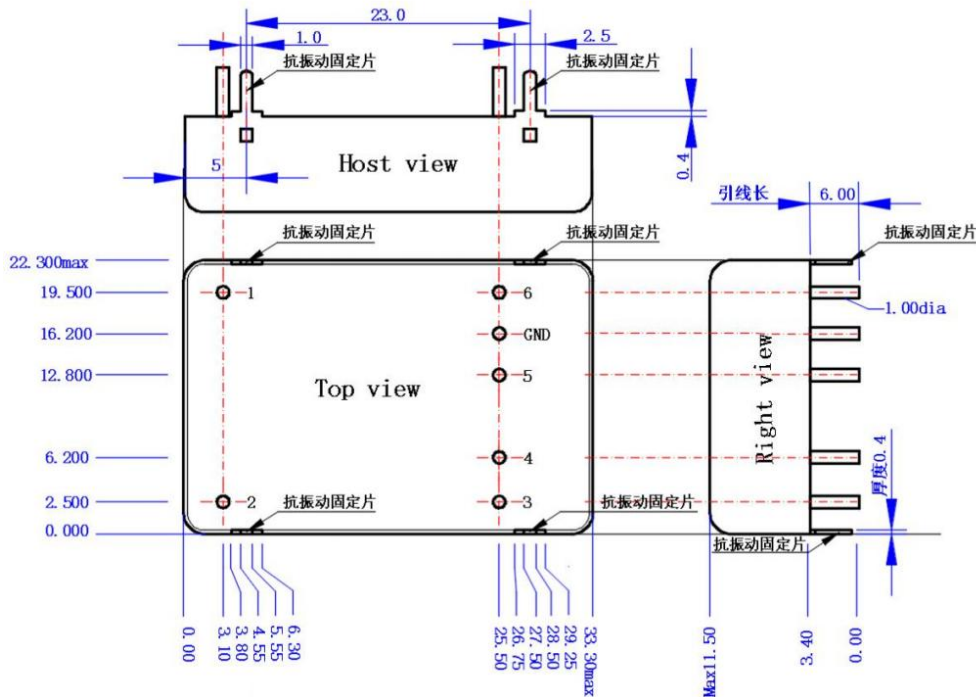 23.0
1.0
2.5
抗振动固定片
抗振动固定片
Host view
5
0.4
引线长
6.00
抗振动固定片
抗振动固定片
抗振动固定片
22.300max
19.500
1
6
1.00dia
16.200
GND
12.800
5
Top view
Right view
6.200
4
厚度0.4
2.500
2
抗振动固定片
3
抗振动固定片
0.000
抗振动固定片
0.00
3.10
3.80
4.55
5.55
6.30
25.50
26.75
27.50
28.50
29.25
33.30max
Max11.50
3.40
0.00